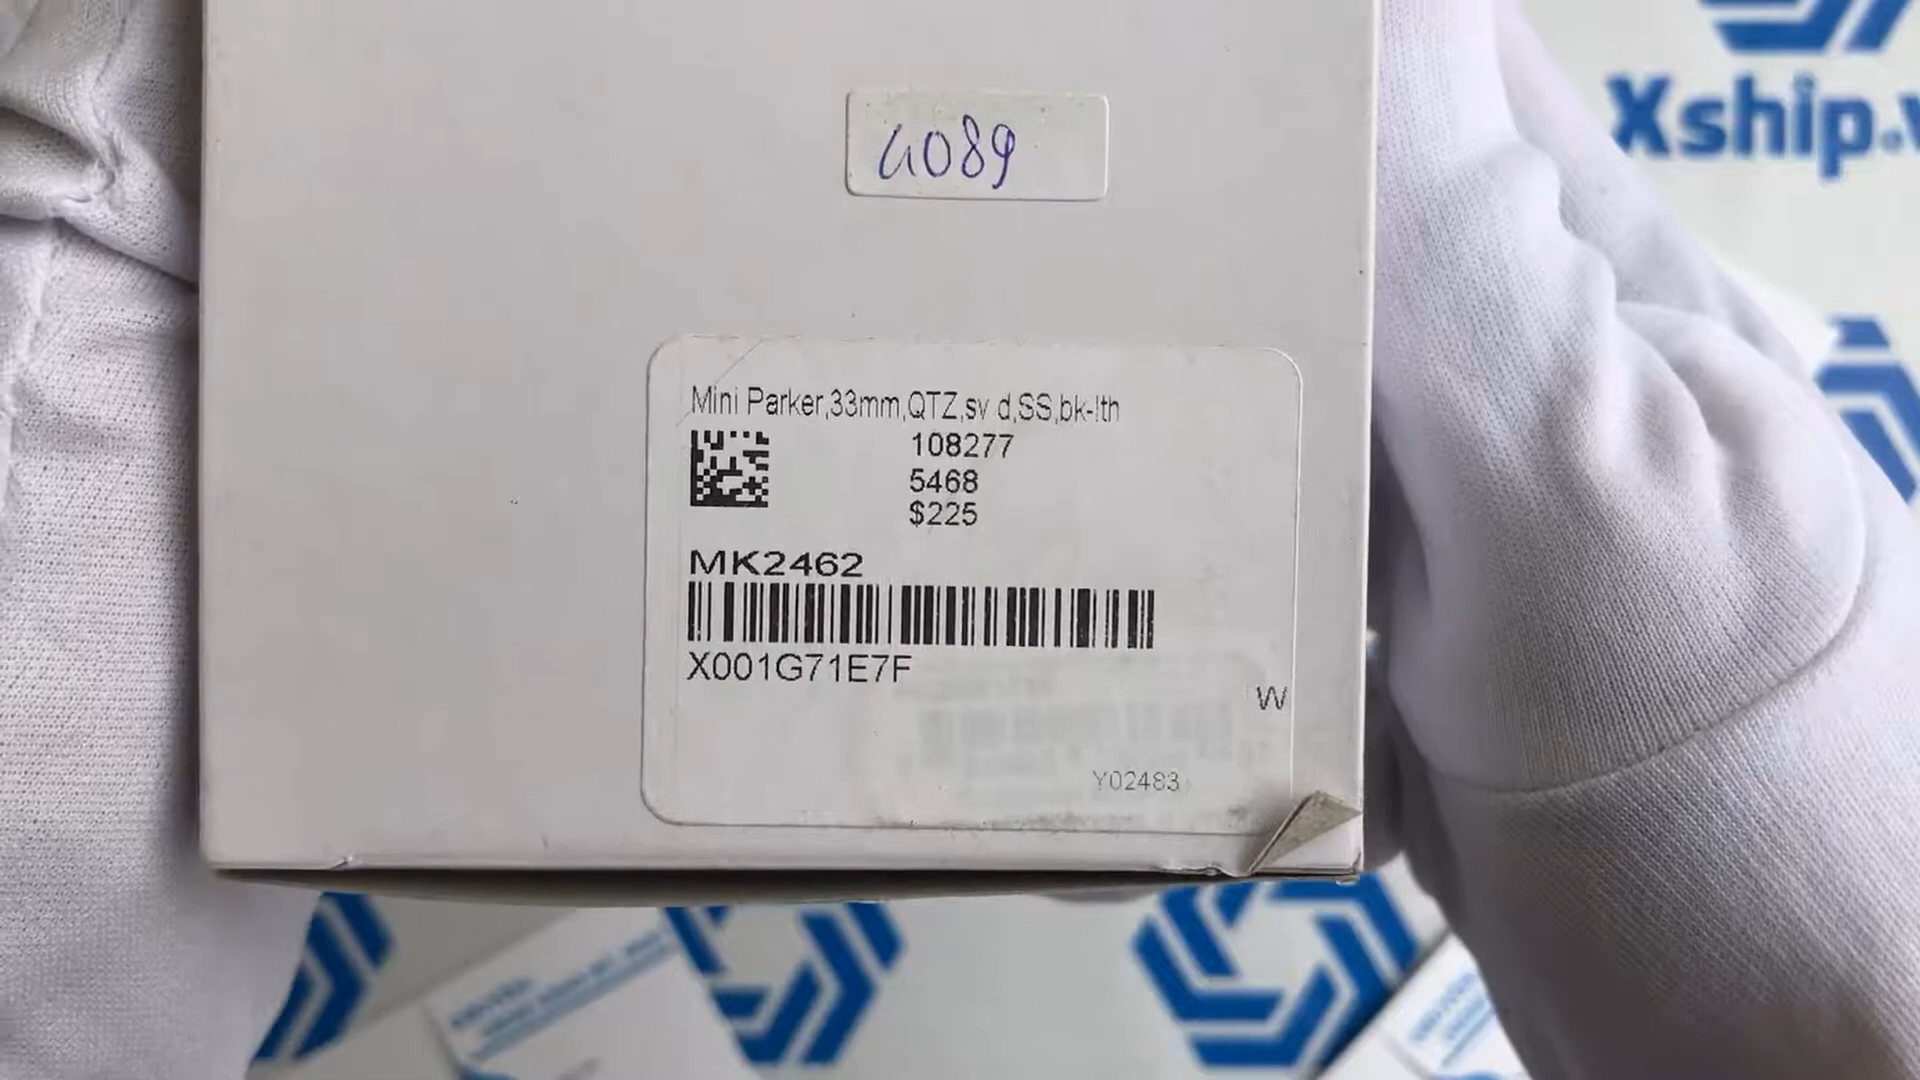 4089
Xship.v
Mini Parker,33mm,QTZ,sv d,SS,bk-lth
108277
5468
$225
MK2462
X001G71E7F
W
Y02483